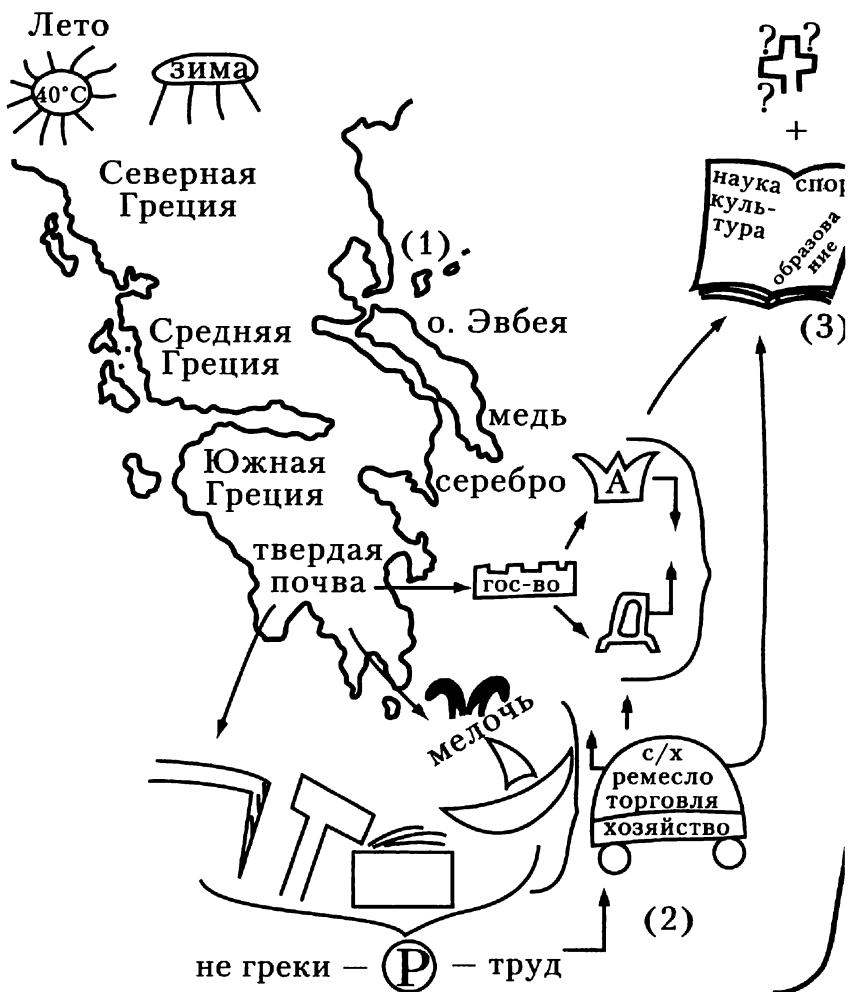 Лето
40°С
зима
? ?
?
+
Северная
Греция
наука спор
куль-
тура
образова
ние
(1)
(3)
о. Эвбея
Средняя
Греция
медь
Южная
Греция
серебро
А
твердая
почва
гос-во
Д
мелочь
с/х
ремесло
торговля
хозяйство
(2)
не греки — Р — труд